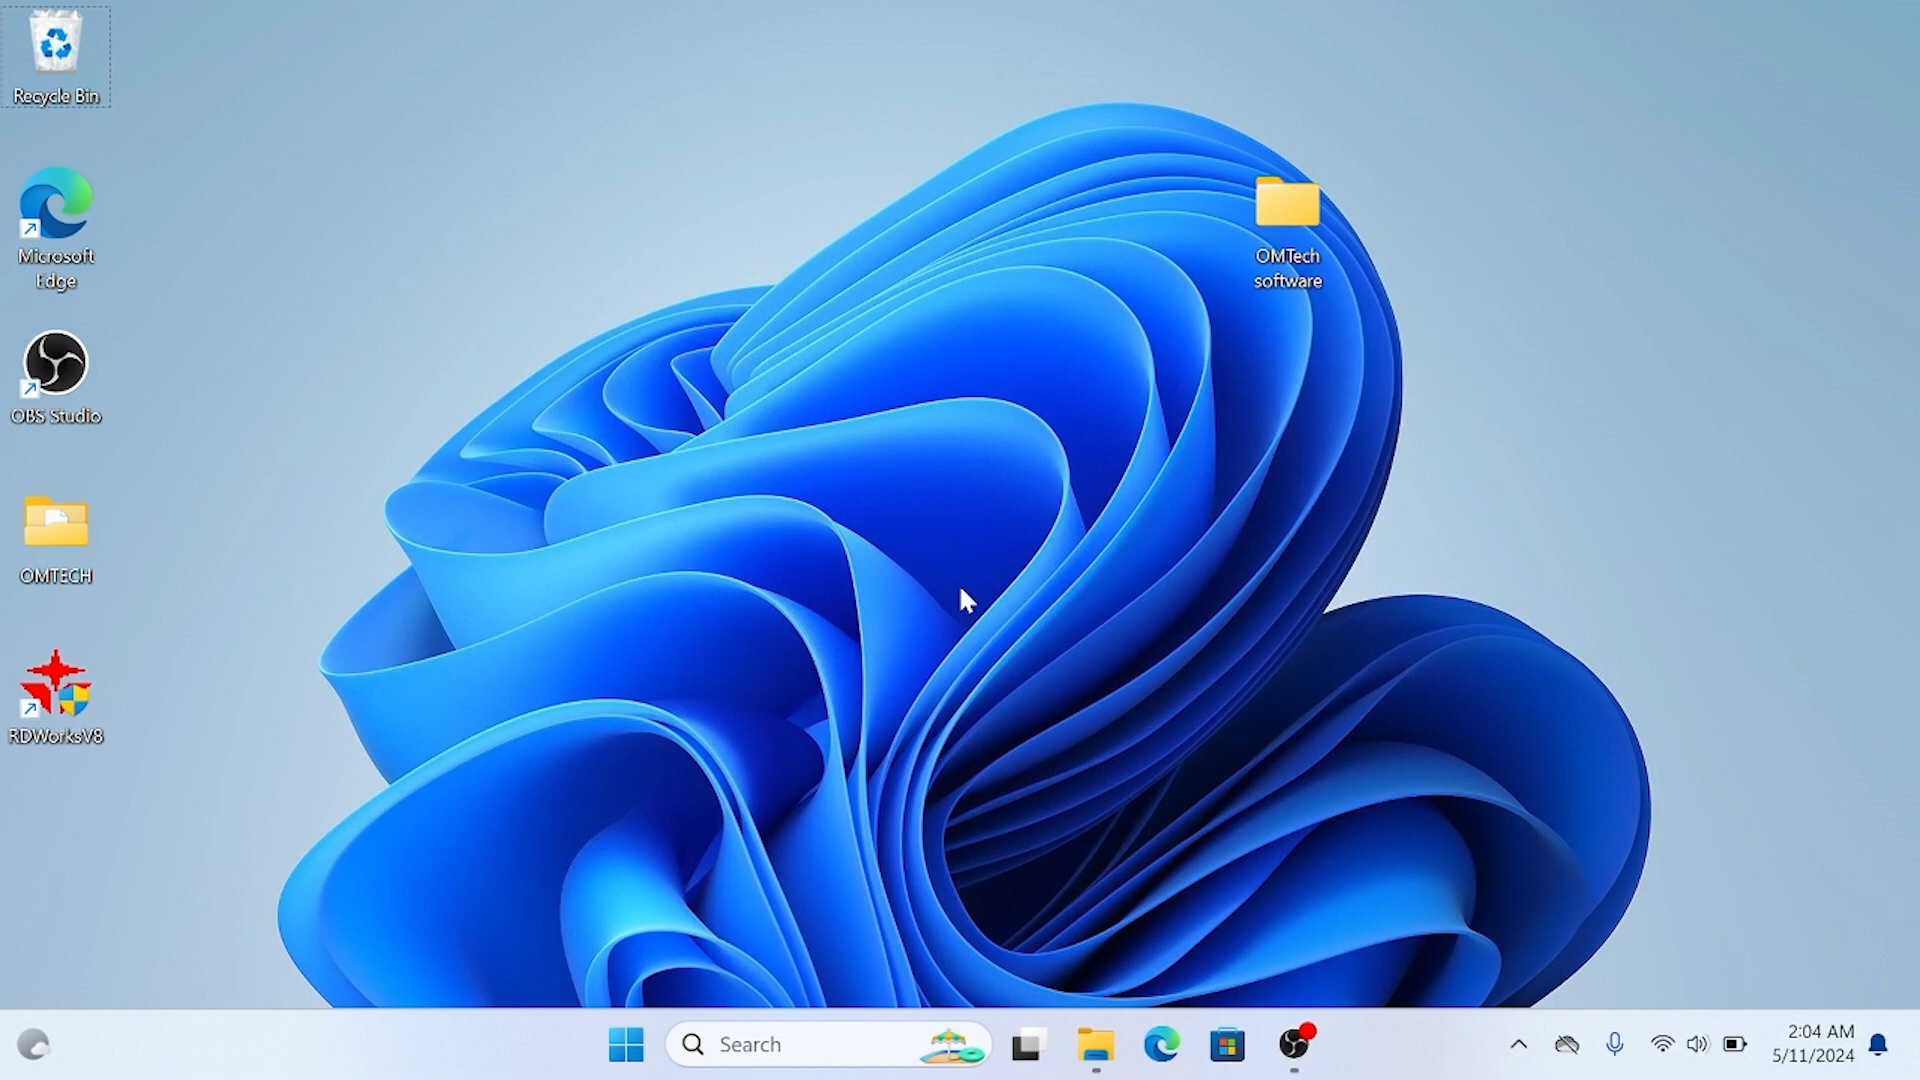 Recycle Bin
Microsoft
Edge
OBS Studio
OMTECH
RDWorksV8
OMTech
software
Search
2:04 AM
5/11/2024